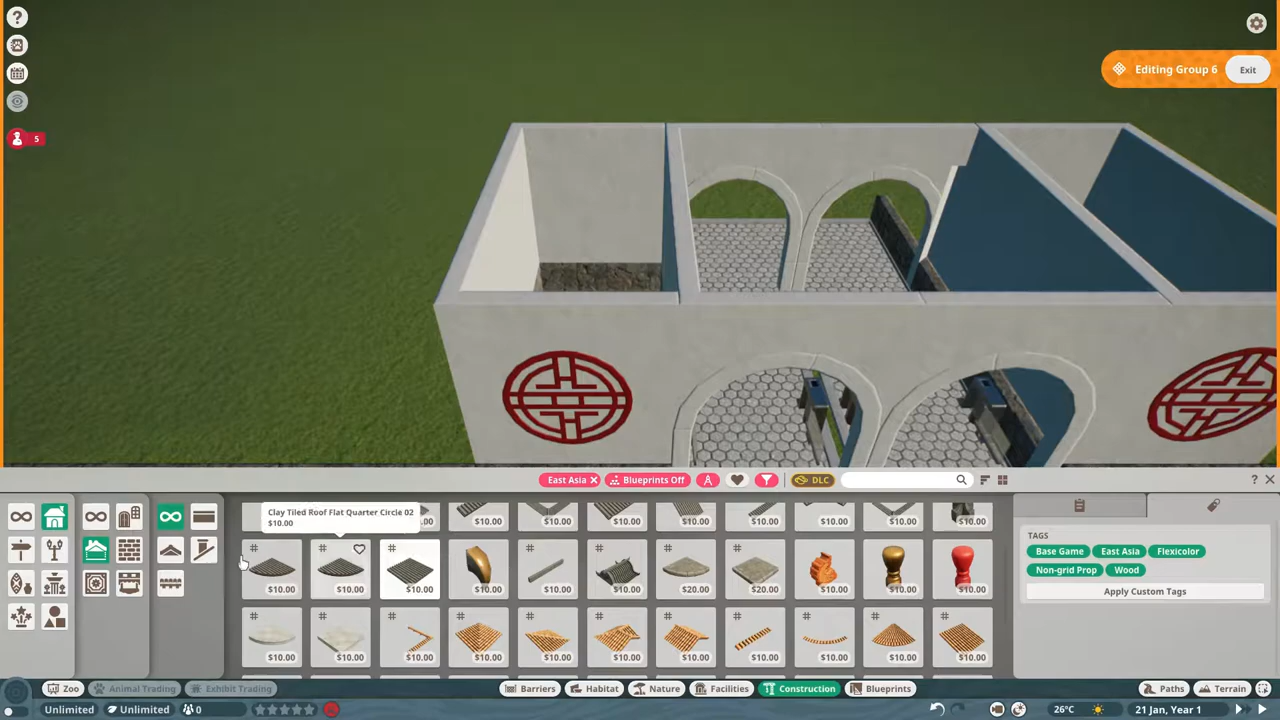 ?
Editing Group 6 Exit
5
East Asia × Blueprints Off DLC ? ×
Clay Tiled Roof Flat Quarter Circle 02
$10.00
$10.00 $10.00 $10.00 $10.00 $10.00 $10.00 $10.00 $10.00
$10.00 $10.00 $10.00 $10.00 $10.00 $10.00 $20.00 $20.00 $10.00 $10.00 $10.00
$10.00 $10.00 $10.00 $10.00 $10.00 $10.00 $10.00 $10.00 $10.00 $10.00 $10.00
TAGS
Base Game East Asia Flexicolor
Non-grid Prop Wood
Apply Custom Tags
Zoo Animal Trading Exhibit Trading Barriers Habitat Nature Facilities Construction Blueprints Paths Terrain
Unlimited Unlimited 0 26°C 21 Jan, Year 1